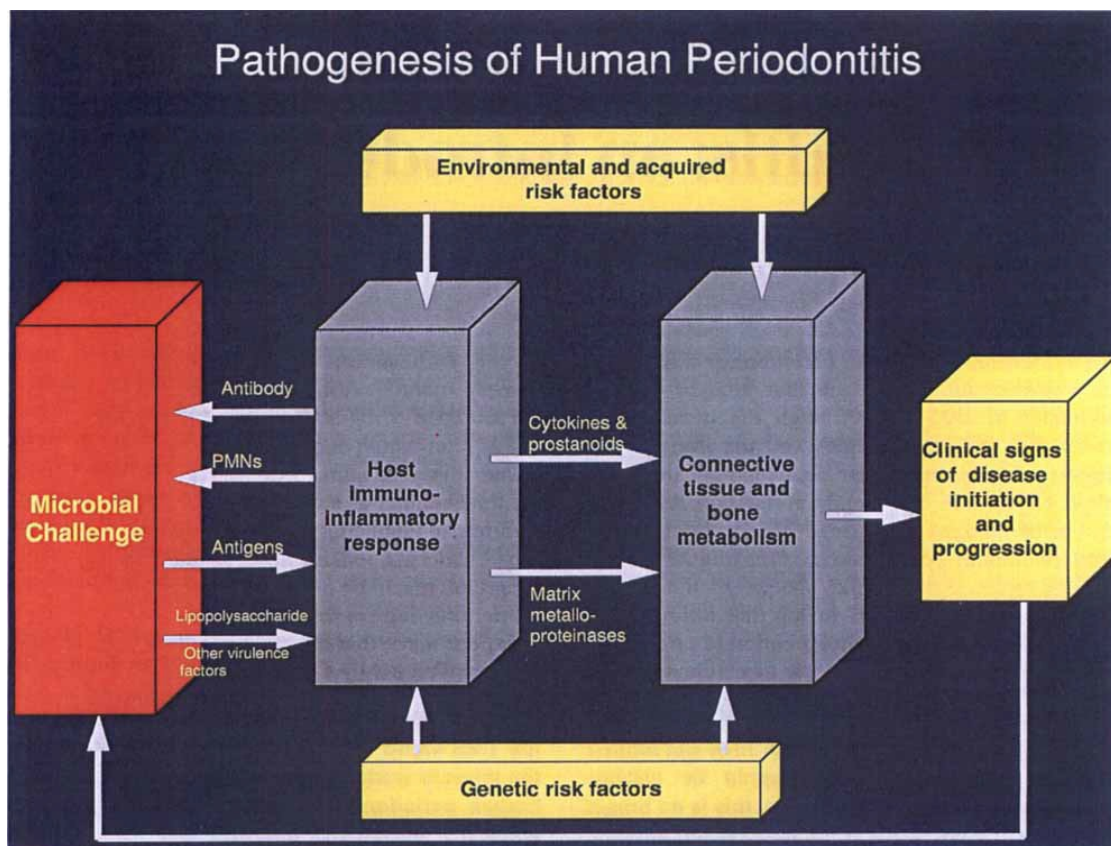 Pathogenesis of Human Periodontitis
Environmental and acquired
risk factors
Microbial
Challenge
Antibody
PMNs
Antigens
Lipopolysaccharide
Other virulence
factors
Host
immuno-
inflammatory
response
Cytokines &
prostanoids
Matrix
metallo-
proteinases
Connective
tissue and
bone
metabolism
Clinical signs
of disease
initiation
and
progression
Genetic risk factors